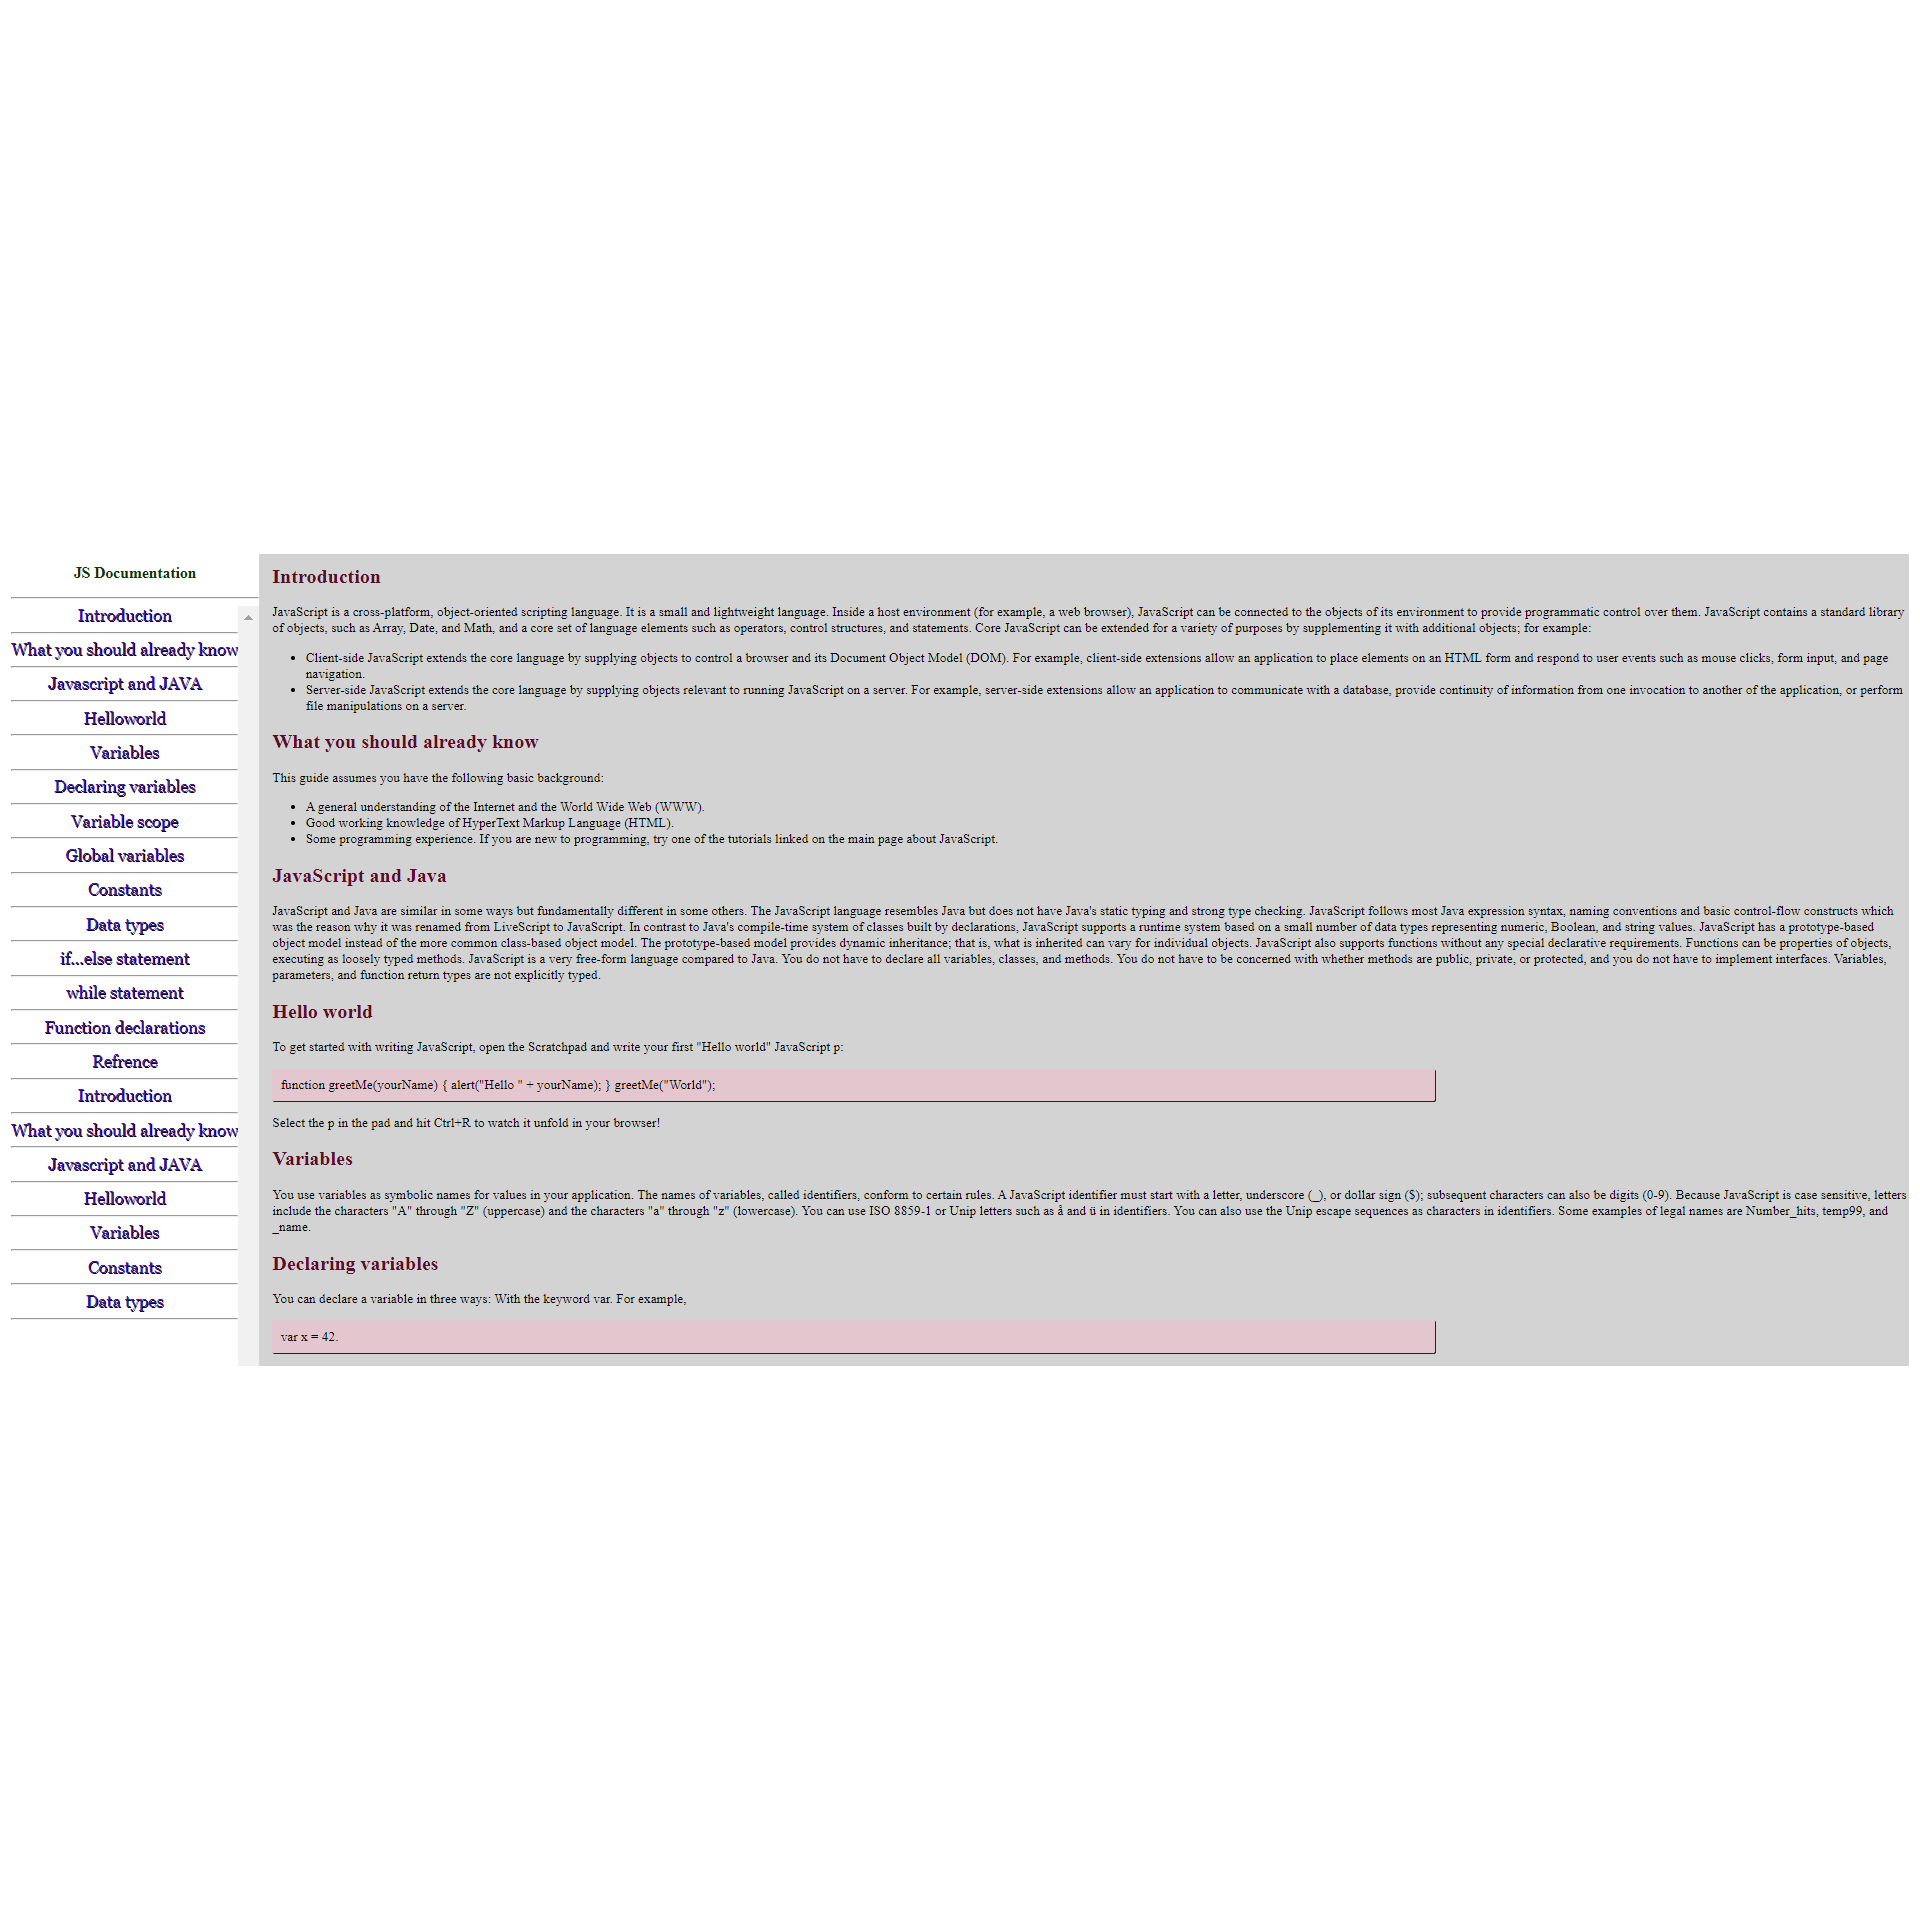 JS Documentation
Introduction
What you should already know
Javascript and JAVA
Helloworld
Variables
Declaring variables
Variable scope
Global variables
Constants
Data types
if...else statement
while statement
Function declarations
Refrence
Introduction
What you should already know
Javascript and JAVA
Helloworld
Variables
Constants
Data types
Introduction
JavaScript is a cross-platform, object-oriented scripting language. It is a small and lightweight language. Inside a host environment (for example, a web browser), JavaScript can be connected to the objects of its environment to provide programmatic control over them. JavaScript contains a standard library
of objects, such as Array, Date, and Math, and a core set of language elements such as operators, control structures, and statements. Core JavaScript can be extended for a variety of purposes by supplementing it with additional objects; for example:
• Client-side JavaScript extends the core language by supplying objects to control a browser and its Document Object Model (DOM). For example, client-side extensions allow an application to place elements on an HTML form and respond to user events such as mouse clicks, form input, and page
navigation.
• Server-side JavaScript extends the core language by supplying objects relevant to running JavaScript on a server. For example, server-side extensions allow an application to communicate with a database, provide continuity of information from one invocation to another of the application, or perform
file manipulations on a server.
What you should already know
This guide assumes you have the following basic background:
• A general understanding of the Internet and the World Wide Web (WWW).
• Good working knowledge of HyperText Markup Language (HTML).
• Some programming experience. If you are new to programming, try one of the tutorials linked on the main page about JavaScript.
JavaScript and Java
JavaScript and Java are similar in some ways but fundamentally different in some others. The JavaScript language resembles Java but does not have Java's static typing and strong type checking. JavaScript follows most Java expression syntax, naming conventions and basic control-flow constructs which
was the reason why it was renamed from LiveScript to JavaScript. In contrast to Java's compile-time system of classes built by declarations, JavaScript supports a runtime system based on a small number of data types representing numeric, Boolean, and string values. JavaScript has a prototype-based
object model instead of the more common class-based object model. The prototype-based model provides dynamic inheritance; that is, what is inherited can vary for individual objects. JavaScript also supports functions without any special declarative requirements. Functions can be properties of objects,
executing as loosely typed methods. JavaScript is a very free-form language compared to Java. You do not have to declare all variables, classes, and methods. You do not have to be concerned with whether methods are public, private, or protected, and you do not have to implement interfaces. Variables,
parameters, and function return types are not explicitly typed.
Hello world
To get started with writing JavaScript, open the Scratchpad and write your first "Hello world" JavaScript p:
function greetMe(yourName) { alert("Hello " + yourName); } greetMe("World");
Select the p in the pad and hit Ctrl+R to watch it unfold in your browser!
Variables
You use variables as symbolic names for values in your application. The names of variables, called identifiers, conform to certain rules. A JavaScript identifier must start with a letter, underscore (_), or dollar sign ($); subsequent characters can also be digits (0-9). Because JavaScript is case sensitive, letters
include the characters "A" through "Z" (uppercase) and the characters "a" through "z" (lowercase). You can use ISO 8859-1 or Unip letters such as å and ü in identifiers. You can also use the Unip escape sequences as characters in identifiers. Some examples of legal names are Number_hits, temp99, and
_name.
Declaring variables
You can declare a variable in three ways: With the keyword var. For example,
var x = 42.